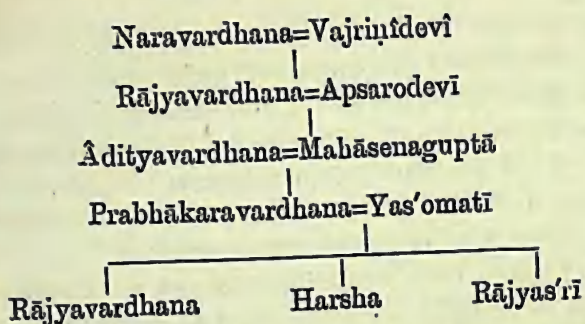 Naravardhana=Vajriṇîdevî
Rājyavardhana=Apsarodevī
Âdityavardhana=Mahāsenaguptā
Prabhākaravardhana=Yas'omatī
Rājyavardhana Harsha Rājyas'rī